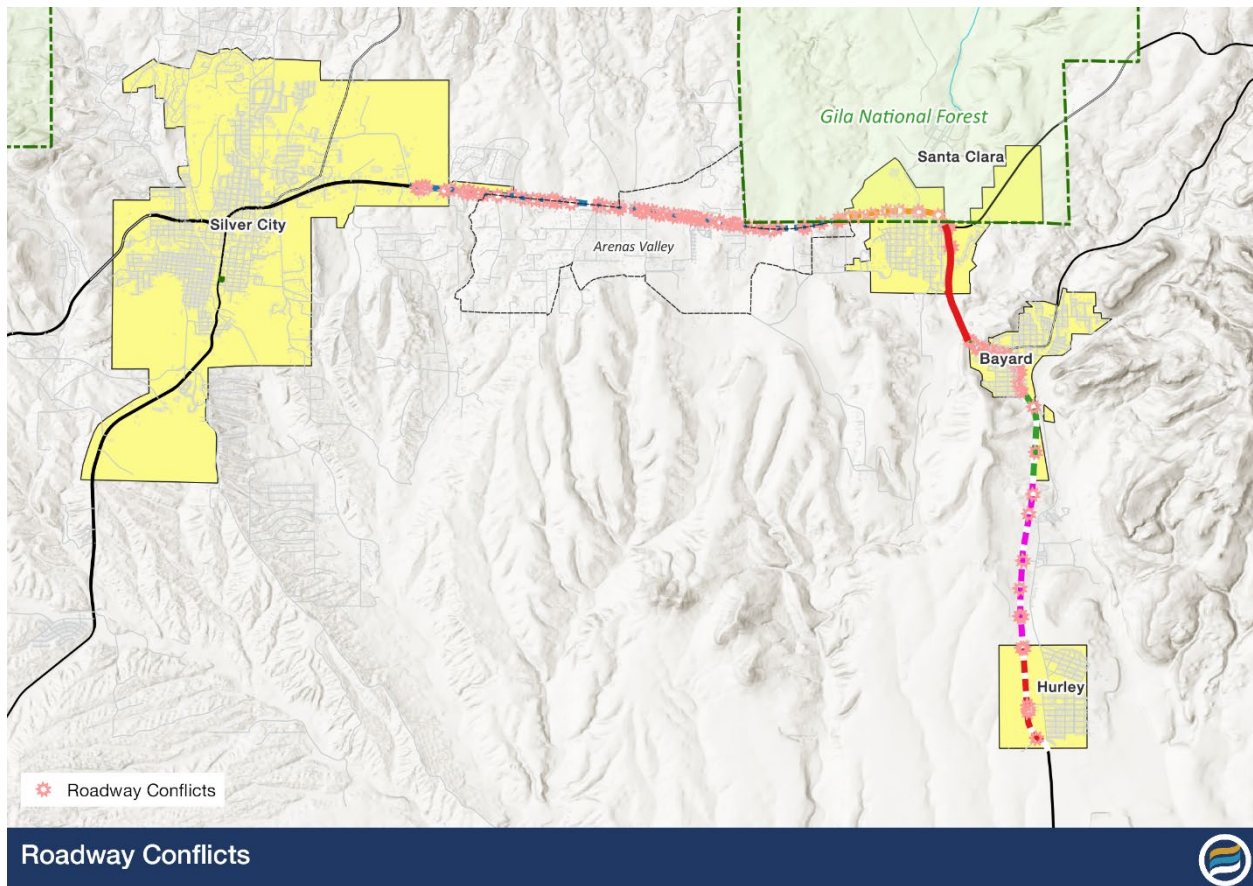 Gila National Forest
Santa Clara
Silver City
Arenas Valley
Bayard
Hurley
Roadway Conflicts
Roadway Conflicts